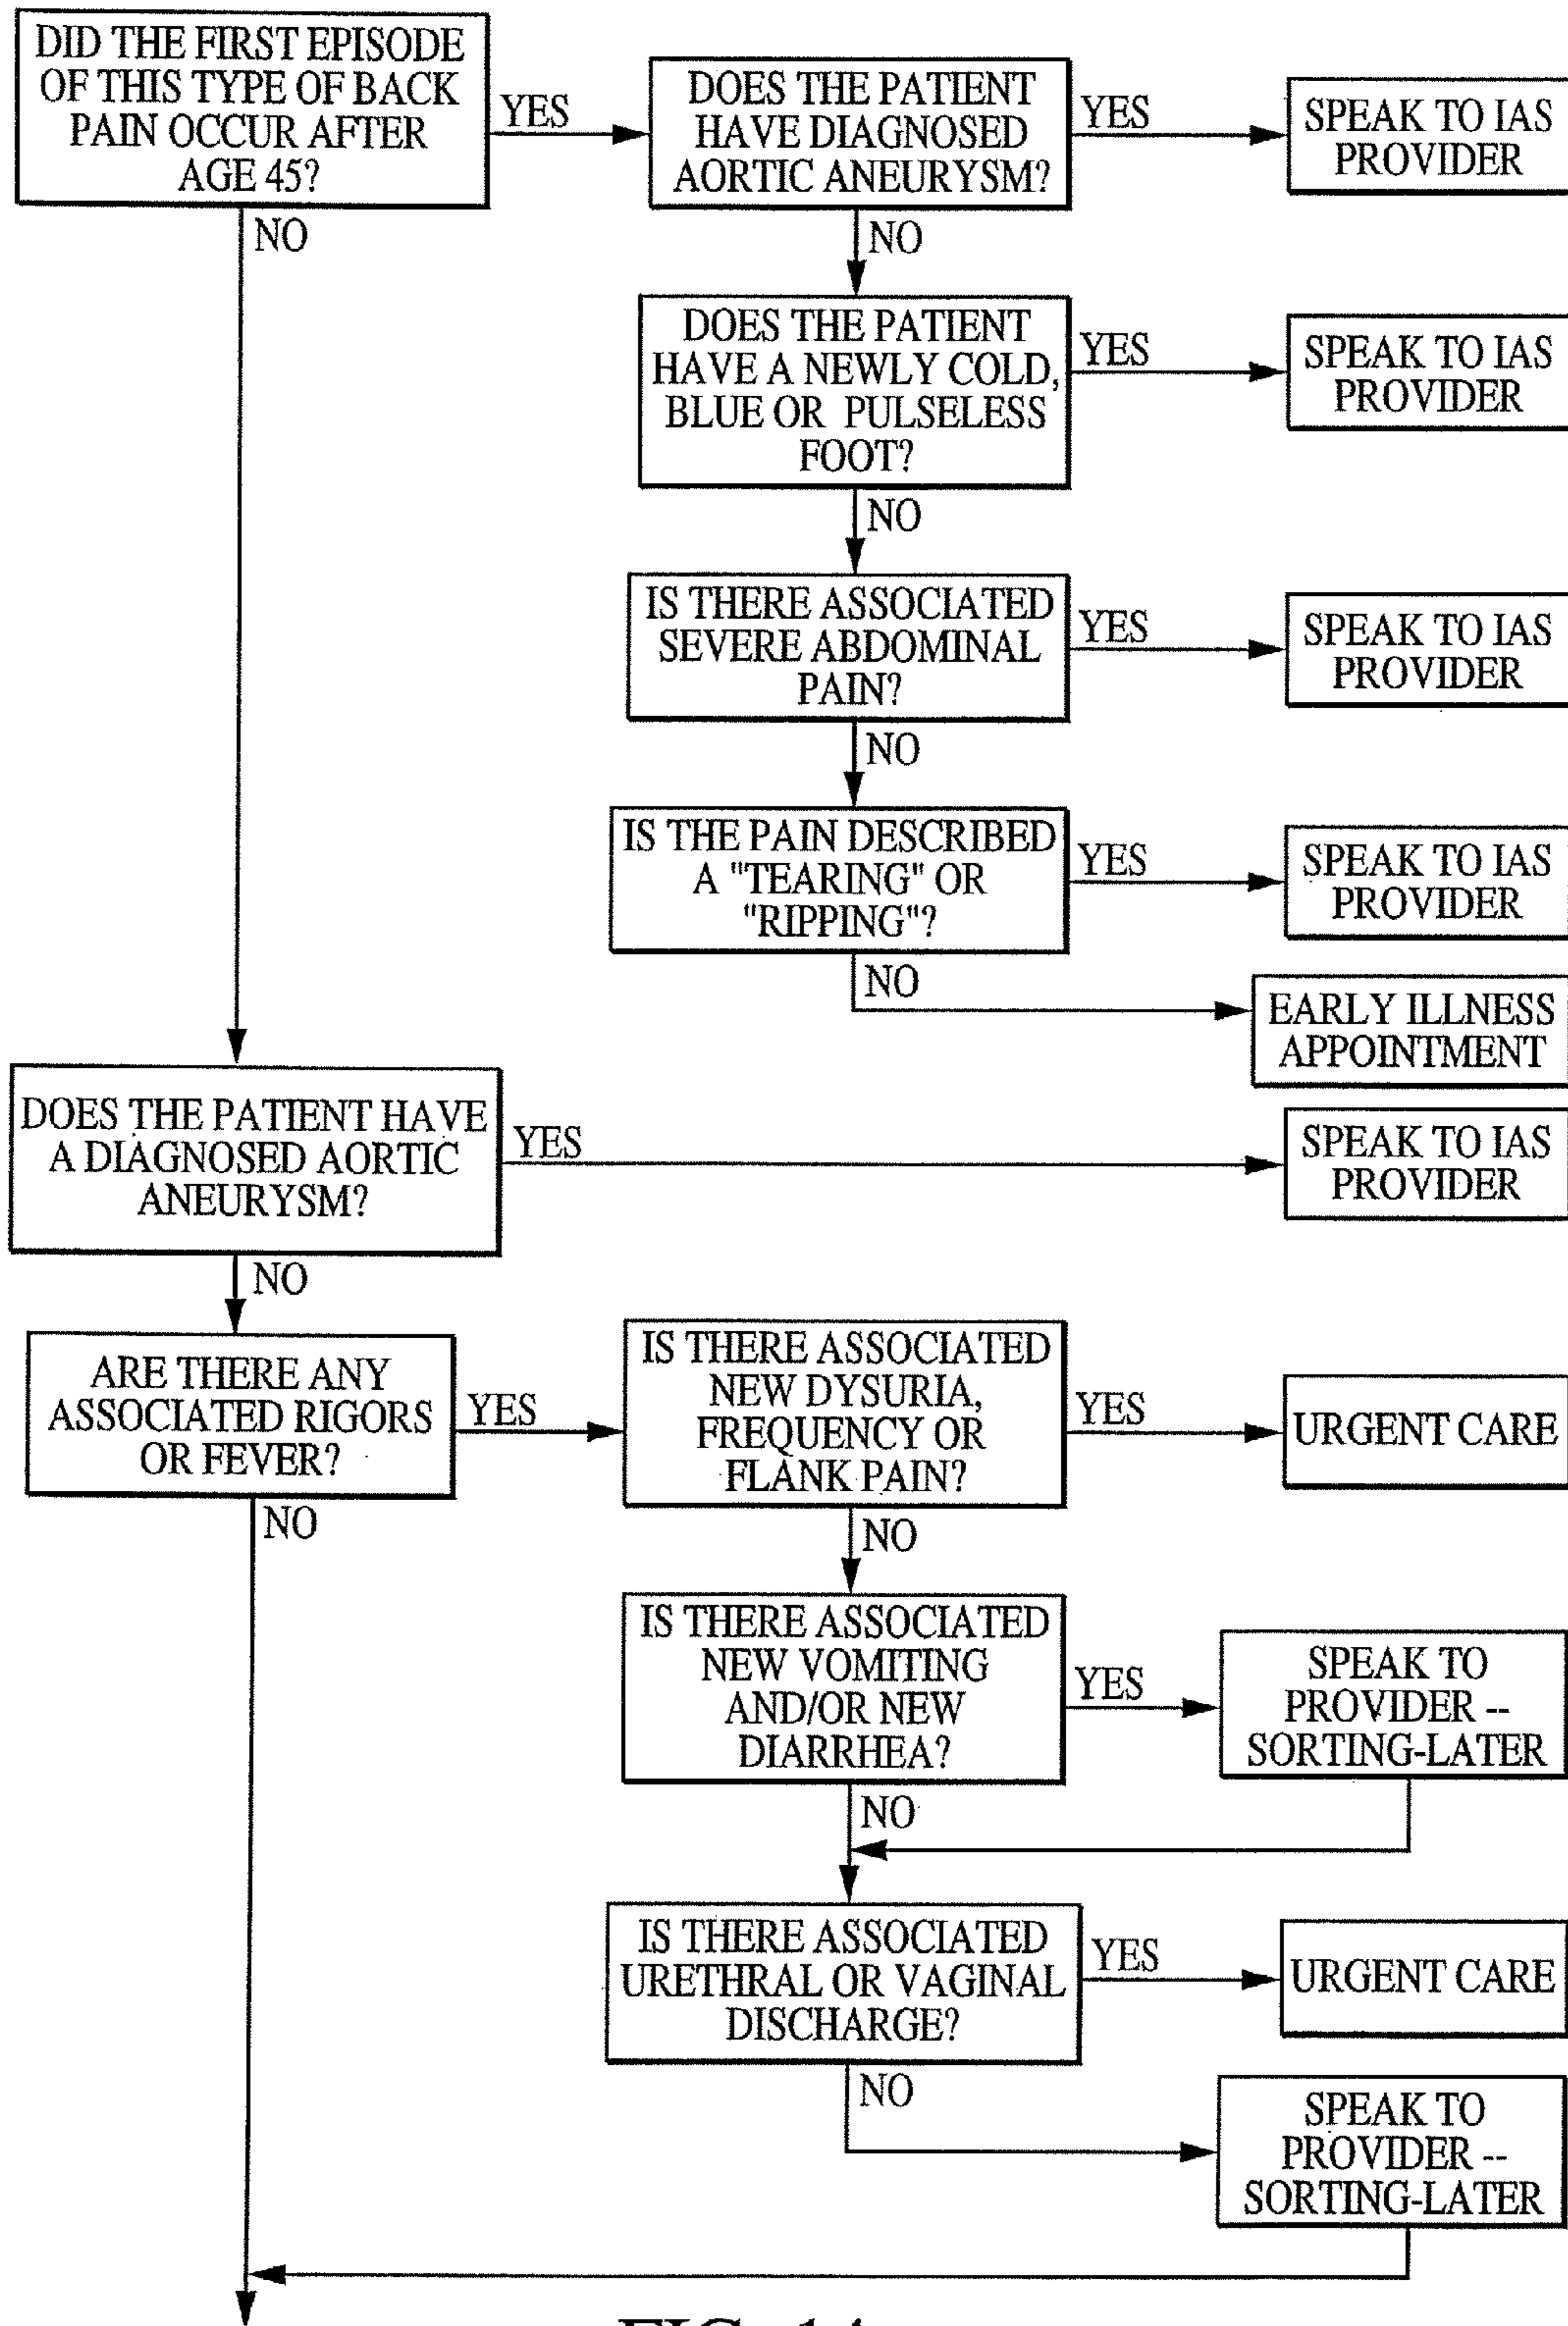 DID THE FIRST EPISODE
OF THIS TYPE OF BACK
PAIN OCCUR AFTER
AGE 45?
YES
DOES THE PATIENT
HAVE DIAGNOSED
AORTIC ANEURYSM?
YES
SPEAK TO IAS
PROVIDER
NO
NO
DOES THE PATIENT
HAVE A NEWLY COLD,
BLUE OR PULSELESS
FOOT?
YES
SPEAK TO IAS
PROVIDER
NO
IS THERE ASSOCIATED
SEVERE ABDOMINAL
PAIN?
YES
SPEAK TO IAS
PROVIDER
NO
IS THE PAIN DESCRIBED
A "TEARING" OR
"RIPPING"?
YES
SPEAK TO IAS
PROVIDER
NO
EARLY ILLNESS
APPOINTMENT
DOES THE PATIENT HAVE
A DIAGNOSED AORTIC
ANEURYSM?
YES
SPEAK TO IAS
PROVIDER
NO
ARE THERE ANY
ASSOCIATED RIGORS
OR FEVER?
YES
IS THERE ASSOCIATED
NEW DYSURIA,
FREQUENCY OR
FLANK PAIN?
YES
URGENT CARE
NO
NO
IS THERE ASSOCIATED
NEW VOMITING
AND/OR NEW
DIARRHEA?
YES
SPEAK TO
PROVIDER --
SORTING-LATER
NO
IS THERE ASSOCIATED
URETHRAL OR VAGINAL
DISCHARGE?
YES
URGENT CARE
NO
SPEAK TO
PROVIDER --
SORTING-LATER